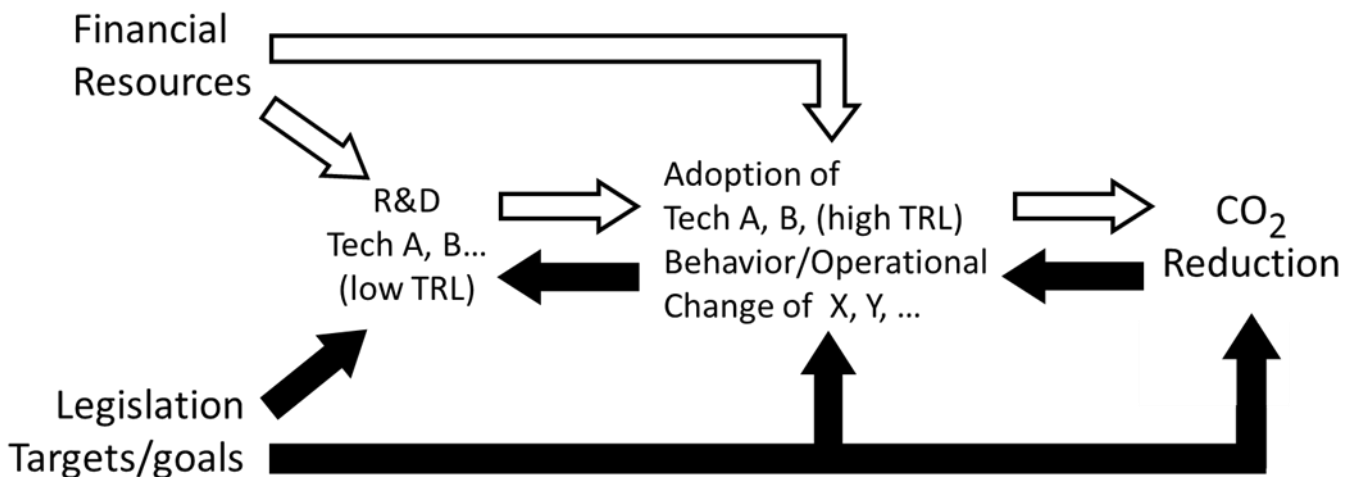 Financial
Resources
R&D
Tech A, B...
(low TRL)
Adoption of
Tech A, B, (high TRL)
Behavior/Operational
Change of  X, Y, ...
CO₂
Reduction
Legislation
Targets/goals